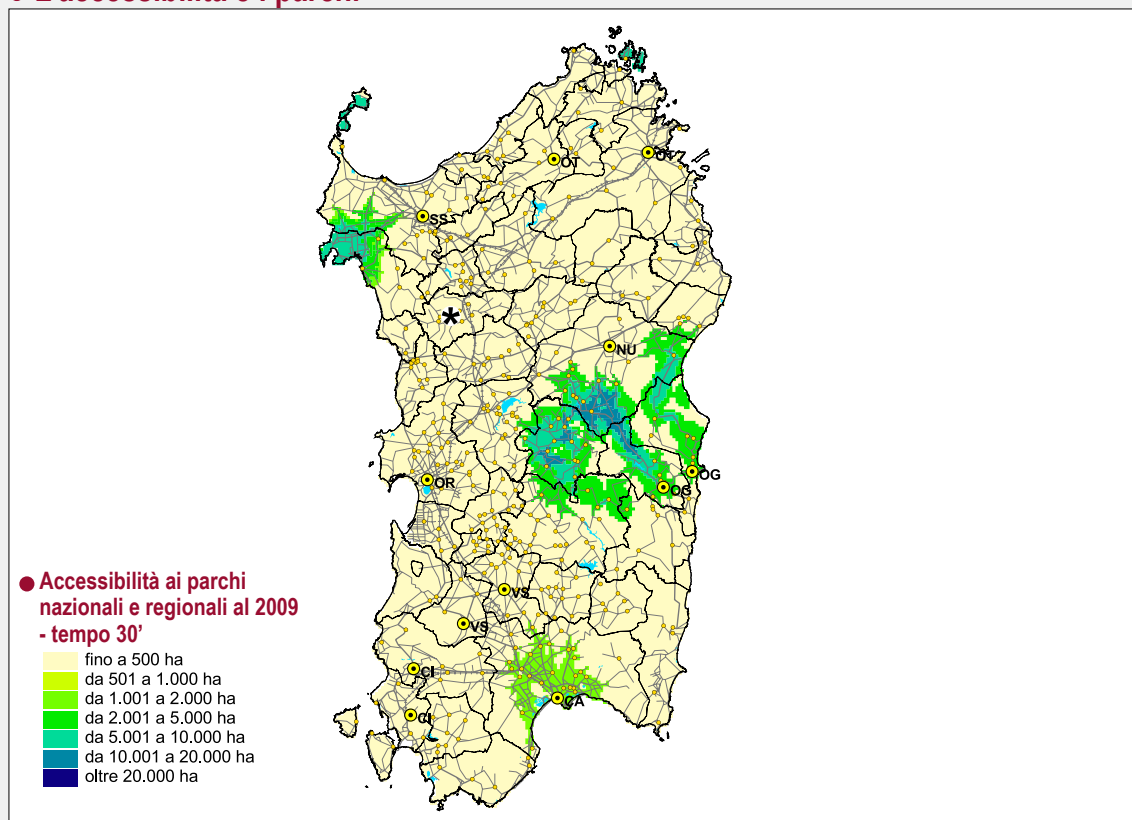 OT
OT
SS
*
NU
OG
OG
OR
VS
VS
CI
CI
CA
Accessibilità ai parchi
nazionali e regionali al 2009
- tempo 30'
fino a 500 ha
da 501 a 1.000 ha
da 1.001 a 2.000 ha
da 2.001 a 5.000 ha
da 5.001 a 10.000 ha
da 10.001 a 20.000 ha
oltre 20.000 ha